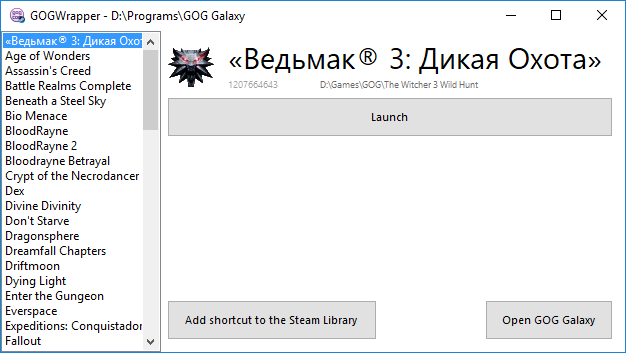 GOGWrapper - D:\Programs\GOG Galaxy
«Ведьмак® 3: Дикая Охот
Age of Wonders
Assassin's Creed
Battle Realms Complete
Beneath a Steel Sky
Bio Menace
BloodRayne
BloodRayne 2
Bloodrayne Betrayal
Crypt of the Necrodancer
Dex
Divine Divinity
Don't Starve
Dragonsphere
Dreamfall Chapters
Driftmoon
Dying Light
Enter the Gungeon
Everspace
Expeditions: Conquistador
Fallout
«Ведьмак® 3: Дикая Охота»
1207664643 D:\Games\GOG\The Witcher 3 Wild Hunt
Launch
Add shortcut to the Steam Library
Open GOG Galaxy